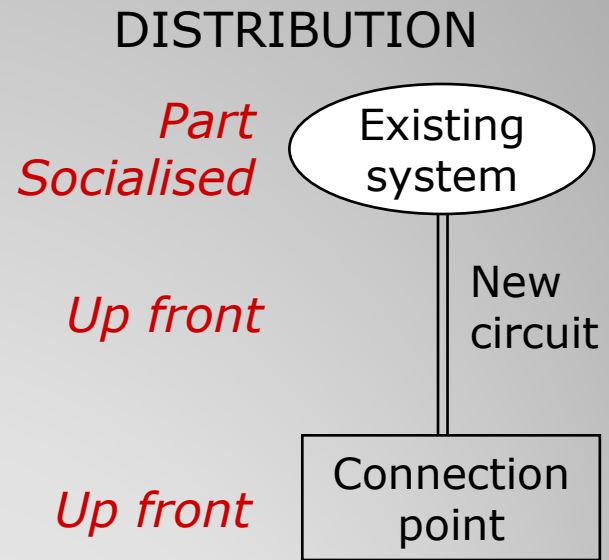 DISTRIBUTION
Part
Socialised
Existing
system
Up front
New
circuit
Up front
Connection
point